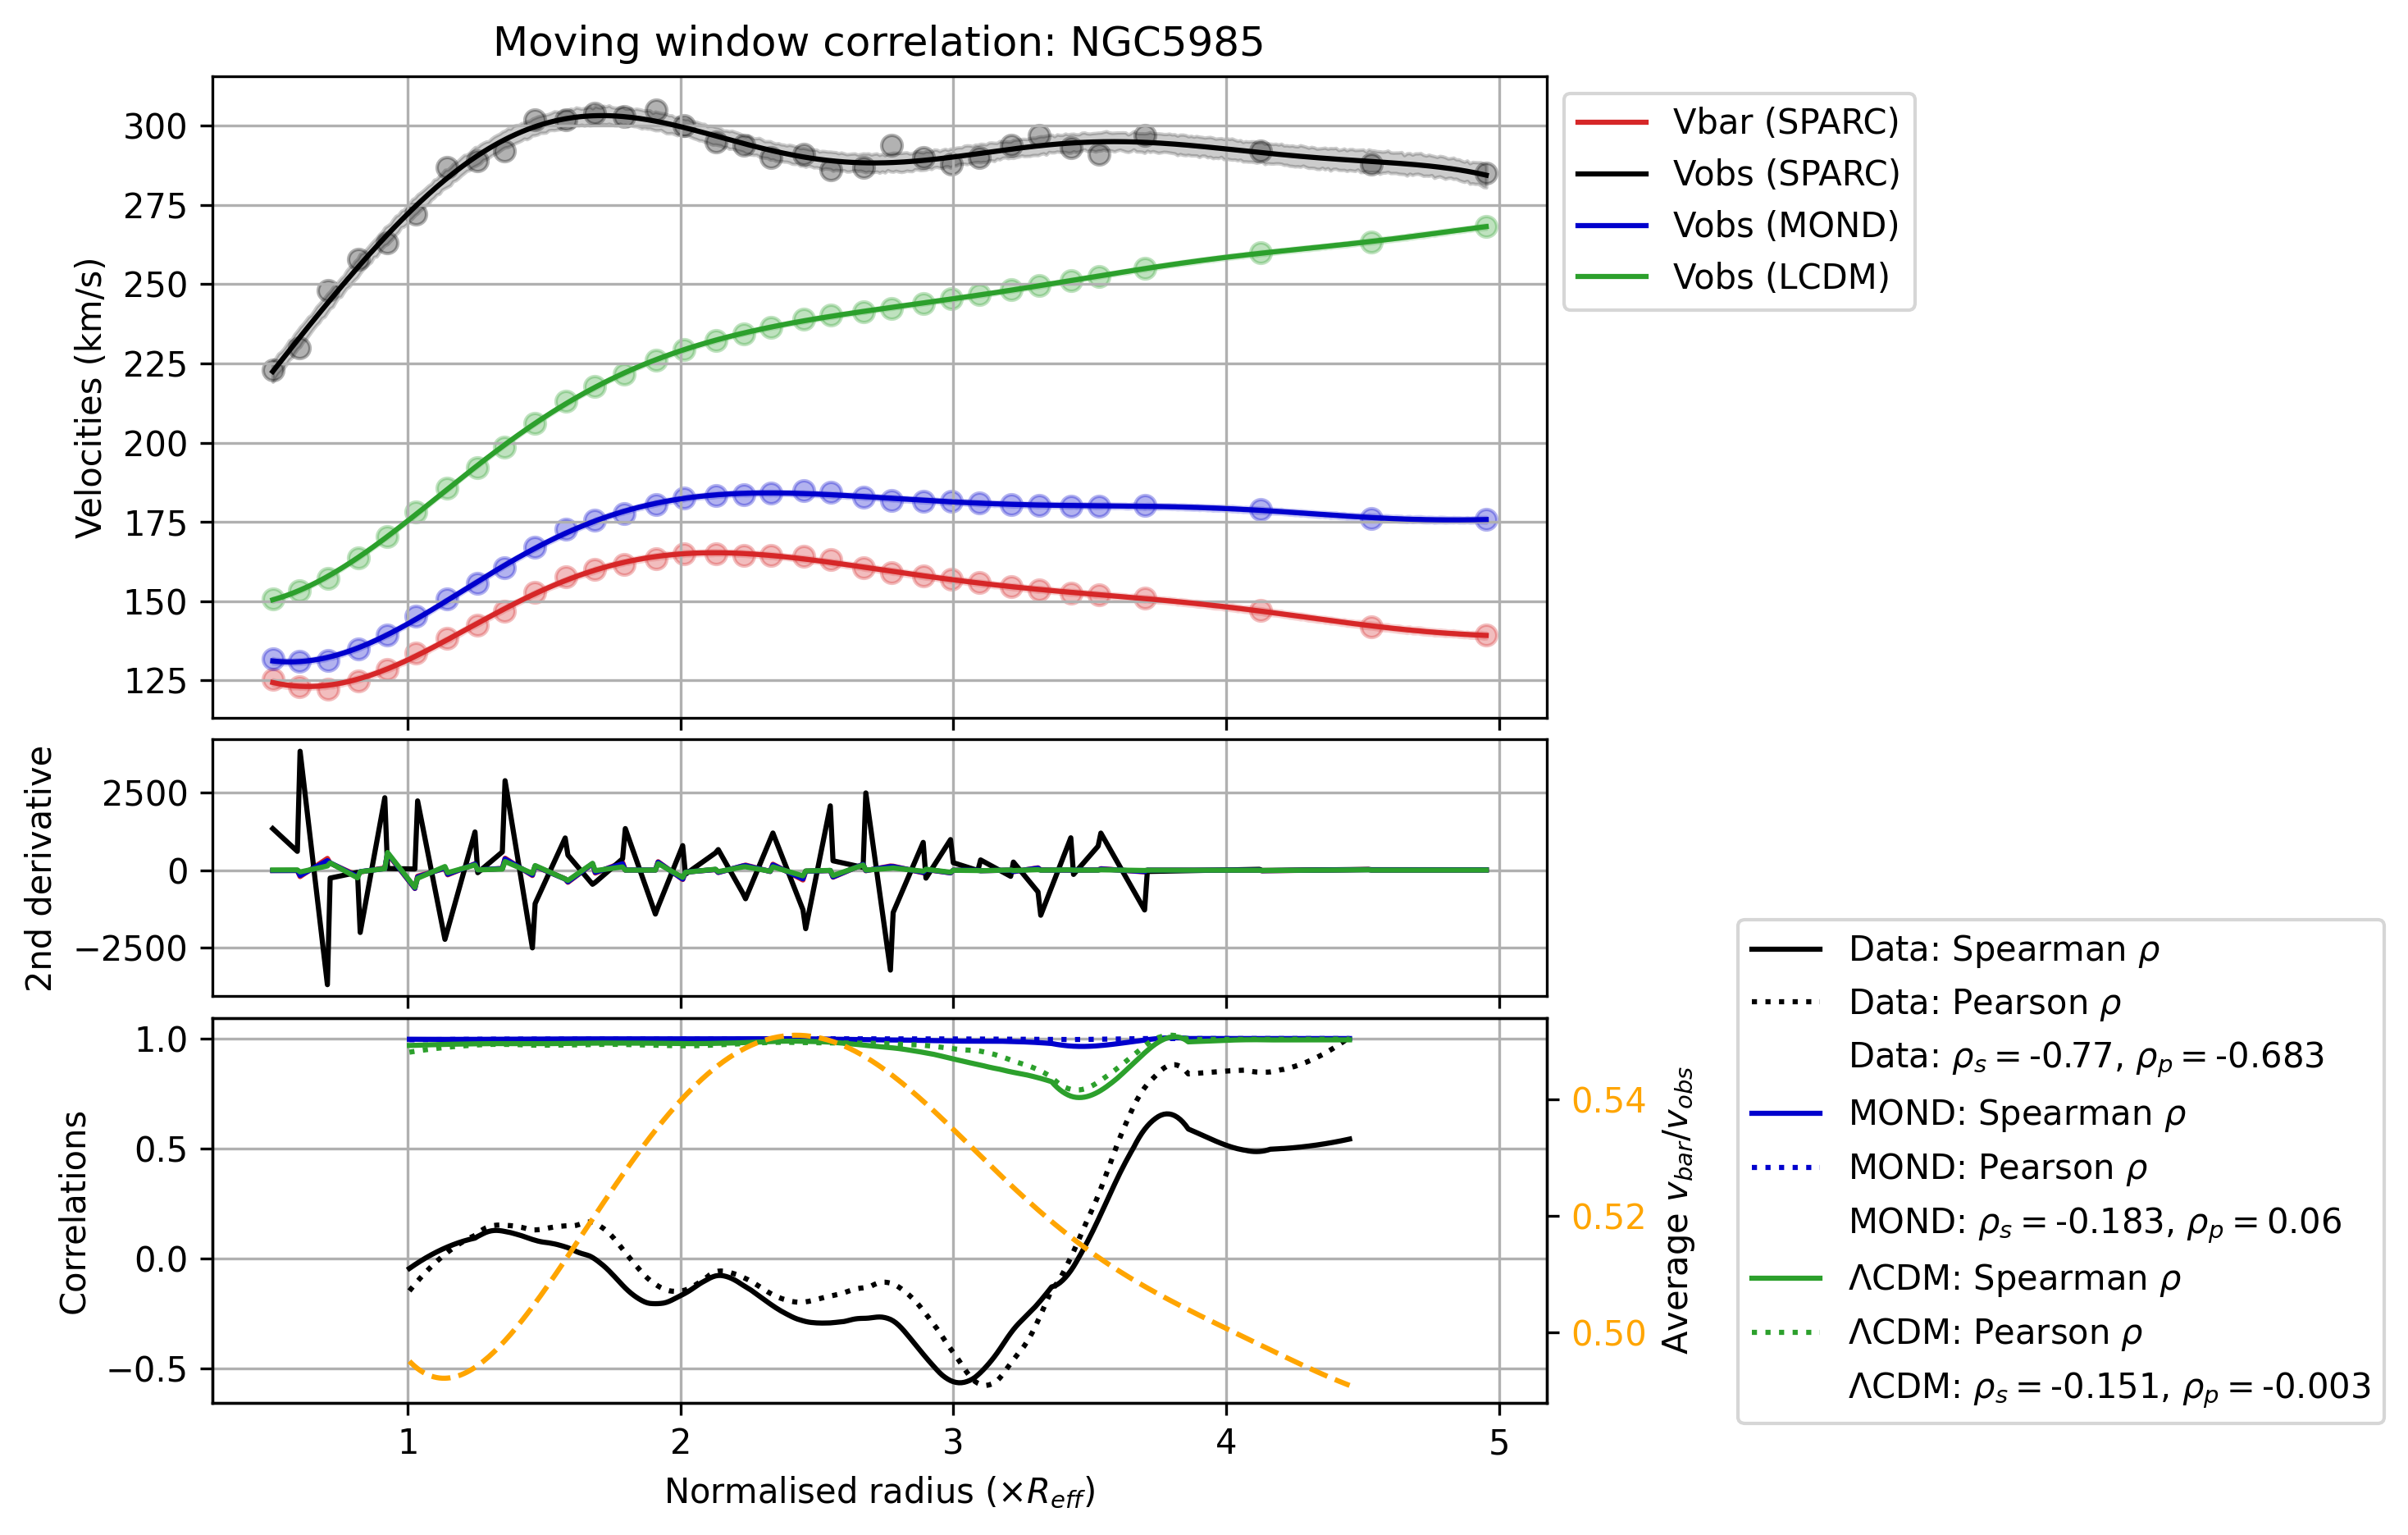 Moving window correlation: NGC5985
Velocities (km/s)
300
275
250
225
200
175
150
125
Vbar (SPARC)
Vobs (SPARC)
Vobs (MOND)
Vobs (LCDM)
2nd derivative
2500
0
−2500
Correlations
1.0
0.5
0.0
−0.5
0.54
0.52
0.50
Average v_bar/v_obs
Data: Spearman ρ
Data: Pearson ρ
Data: ρ_s = -0.77, ρ_p = -0.683
MOND: Spearman ρ
MOND: Pearson ρ
MOND: ρ_s = -0.183, ρ_p = 0.06
ΛCDM: Spearman ρ
ΛCDM: Pearson ρ
ΛCDM: ρ_s = -0.151, ρ_p = -0.003
1 2 3 4 5
Normalised radius (×R_eff)